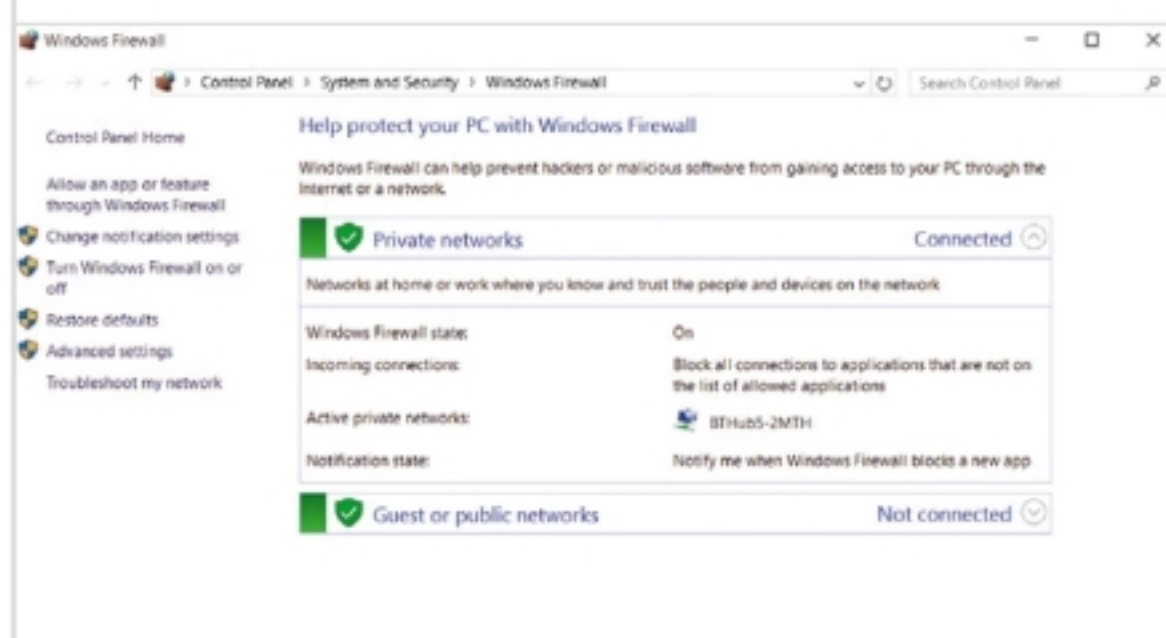 Windows Firewall
Control Panel > System and Security > Windows Firewall
Search Control Panel
Control Panel Home
Allow an app or feature
through Windows Firewall
Change notification settings
Turn Windows Firewall on or
off
Restore defaults
Advanced settings
Troubleshoot my network
Help protect your PC with Windows Firewall
Windows Firewall can help prevent hackers or malicious software from gaining access to your PC through the
Internet or a network.
Private networks Connected
Networks at home or work where you know and trust the people and devices on the network
Windows Firewall state: On
Incoming connections: Block all connections to applications that are not on
the list of allowed applications
Active private networks: BTHub5-2MTH
Notification state: Notify me when Windows Firewall blocks a new app
Guest or public networks Not connected